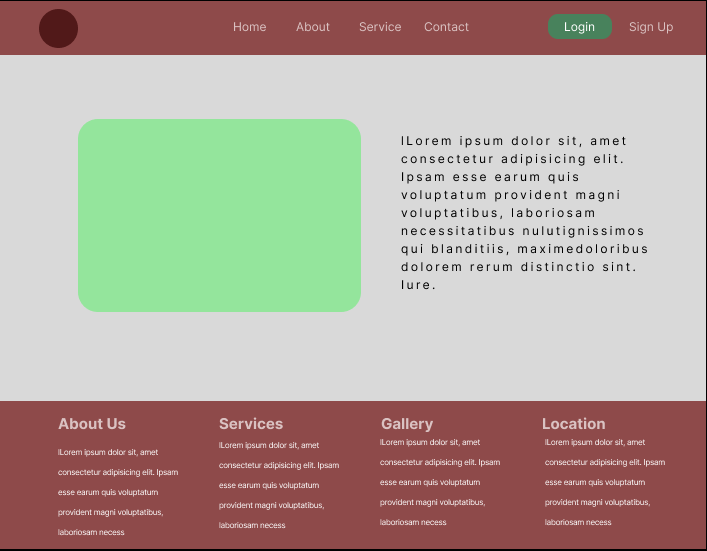 Home About Service Contact Login Sign Up
lLorem ipsum dolor sit, amet
consectetur adipisicing elit.
Ipsam esse earum quis
voluptatum provident magni
voluptatibus, laboriosam
necessitatibus nulutignissimos
qui blanditiis, maximedoloribus
dolorem rerum distinctio sint.
Iure.
About Us
lLorem ipsum dolor sit, amet
consectetur adipisicing elit. Ipsam
esse earum quis voluptatum
provident magni voluptatibus,
laboriosam necess
Services
lLorem ipsum dolor sit, amet
consectetur adipisicing elit. Ipsam
esse earum quis voluptatum
provident magni voluptatibus,
laboriosam necess
Gallery
lLorem ipsum dolor sit, amet
consectetur adipisicing elit. Ipsam
esse earum quis voluptatum
provident magni voluptatibus,
laboriosam necess
Location
lLorem ipsum dolor sit, amet
consectetur adipisicing elit. Ipsam
esse earum quis voluptatum
provident magni voluptatibus,
laboriosam necess